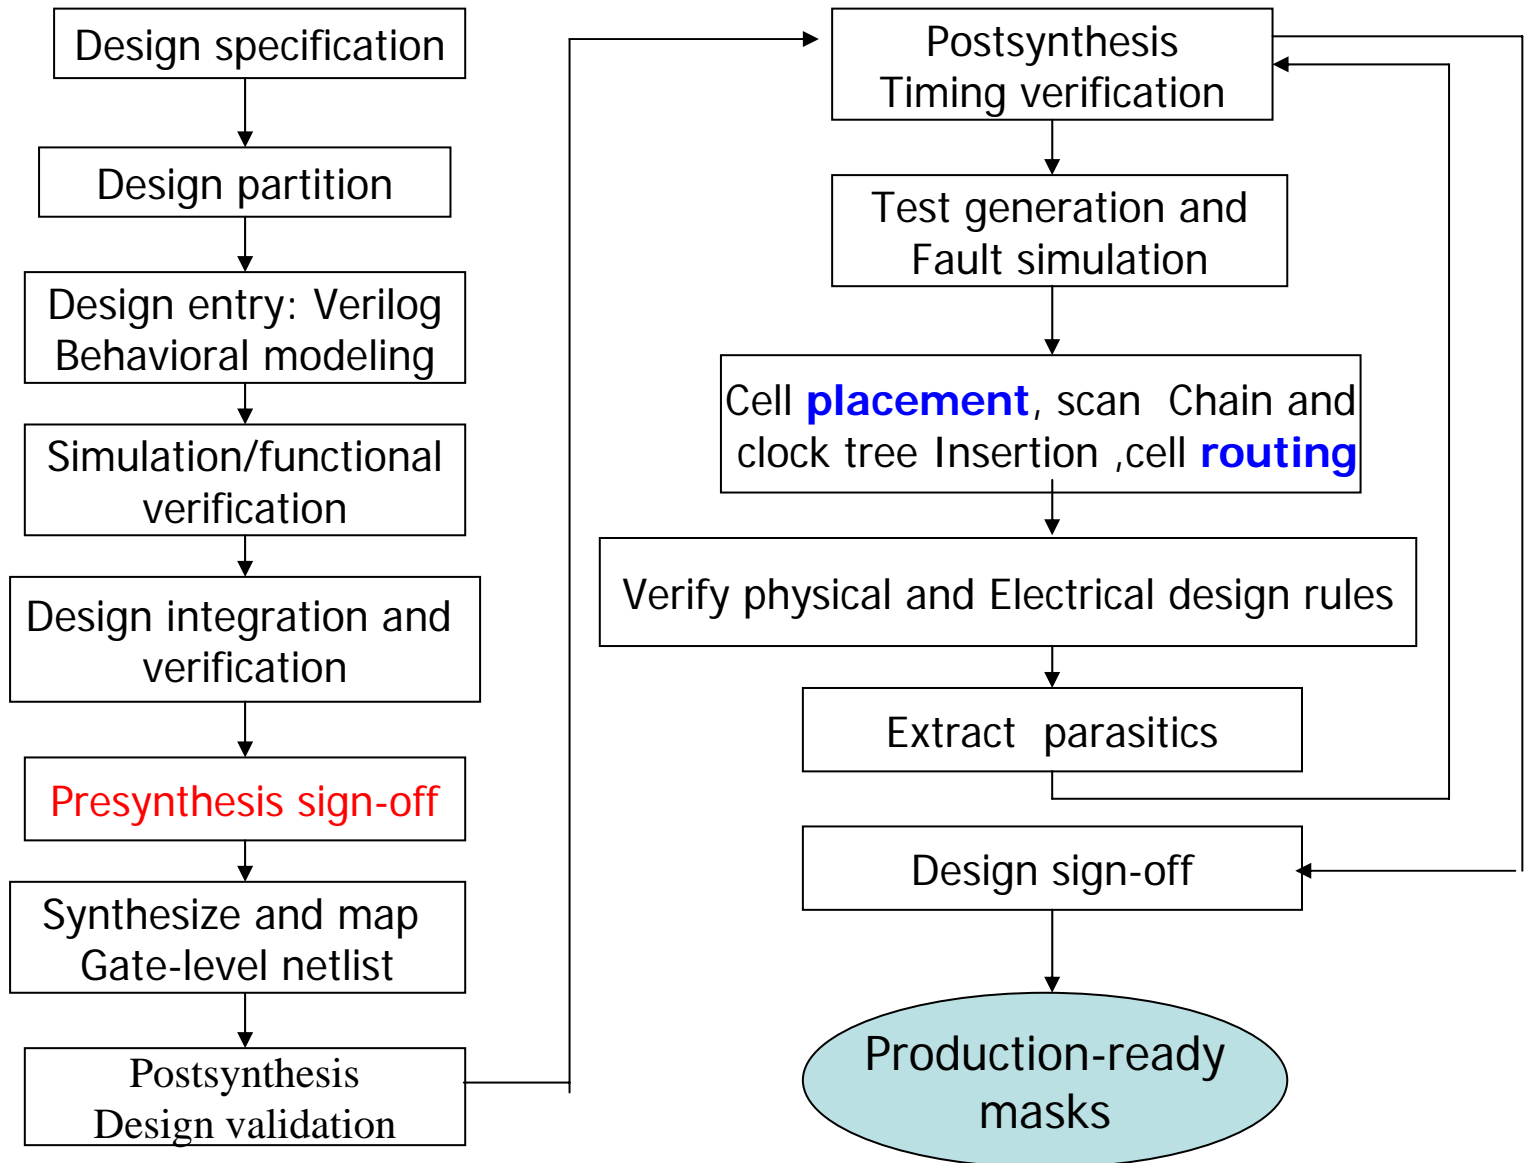 Design specification
Design partition
Design entry: Verilog
Behavioral modeling
Simulation/functional
verification
Design integration and
verification
Presynthesis sign-off
Synthesize and map
Gate-level netlist
Postsynthesis
Design validation
Postsynthesis
Timing verification
Test generation and
Fault simulation
Cell placement, scan Chain and
clock tree Insertion ,cell routing
Verify physical and Electrical design rules
Extract parasitics
Design sign-off
Production-ready
masks